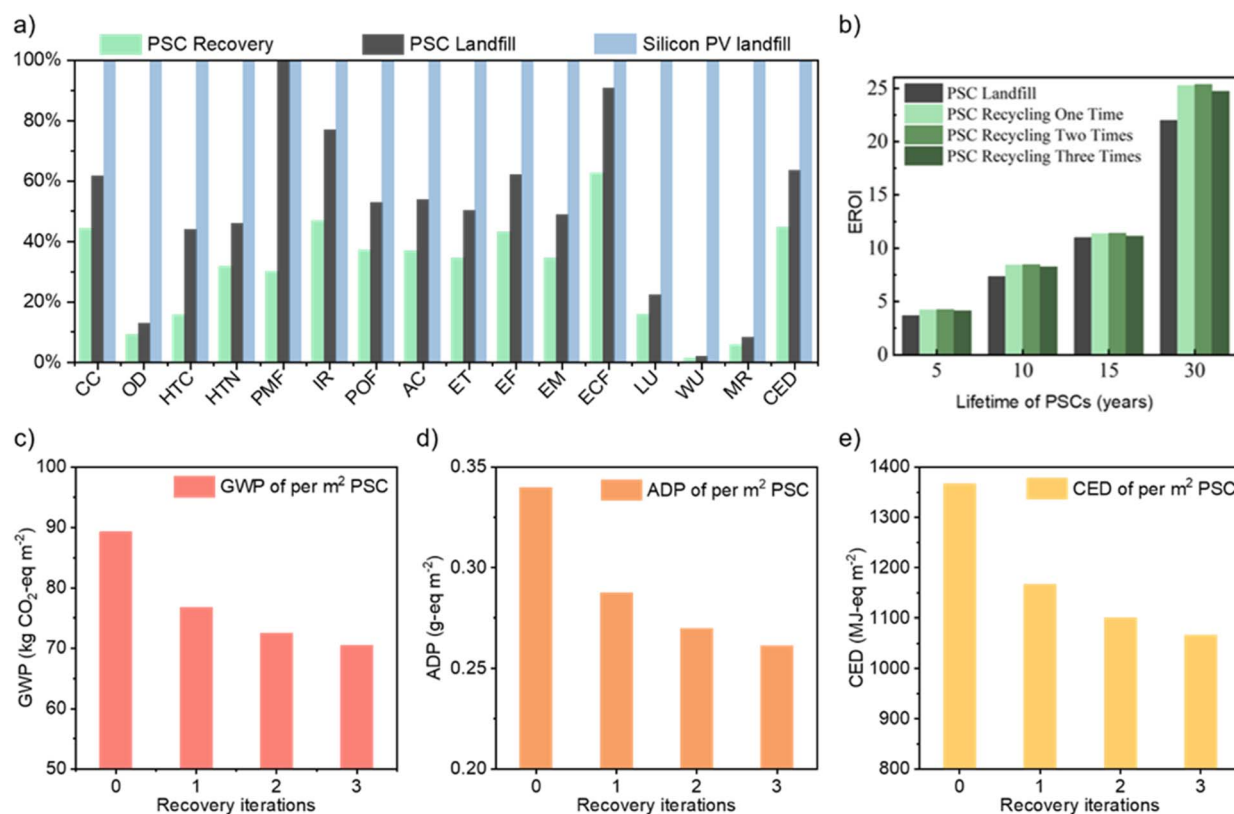 a)
PSC Recovery PSC Landfill Silicon PV landfill
100%
80%
60%
40%
20%
0%
CC OD HTC HTN PMF IR POF AC ET EF EM ECF LU WU MR CED
b)
PSC Landfill
PSC Recycling One Time
PSC Recycling Two Times
PSC Recycling Three Times
EROI
25
20
15
10
5
0
5 10 15 30
Lifetime of PSCs (years)
c)
GWP of per m² PSC
GWP (kg CO₂-eq m⁻²)
100
90
80
70
60
50
0 1 2 3
Recovery iterations
d)
ADP of per m² PSC
ADP (g-eq m⁻²)
0.35
0.30
0.25
0.20
0 1 2 3
Recovery iterations
e)
CED of per m² PSC
CED (MJ-eq m⁻²)
1400
1300
1200
1100
1000
900
800
0 1 2 3
Recovery iterations